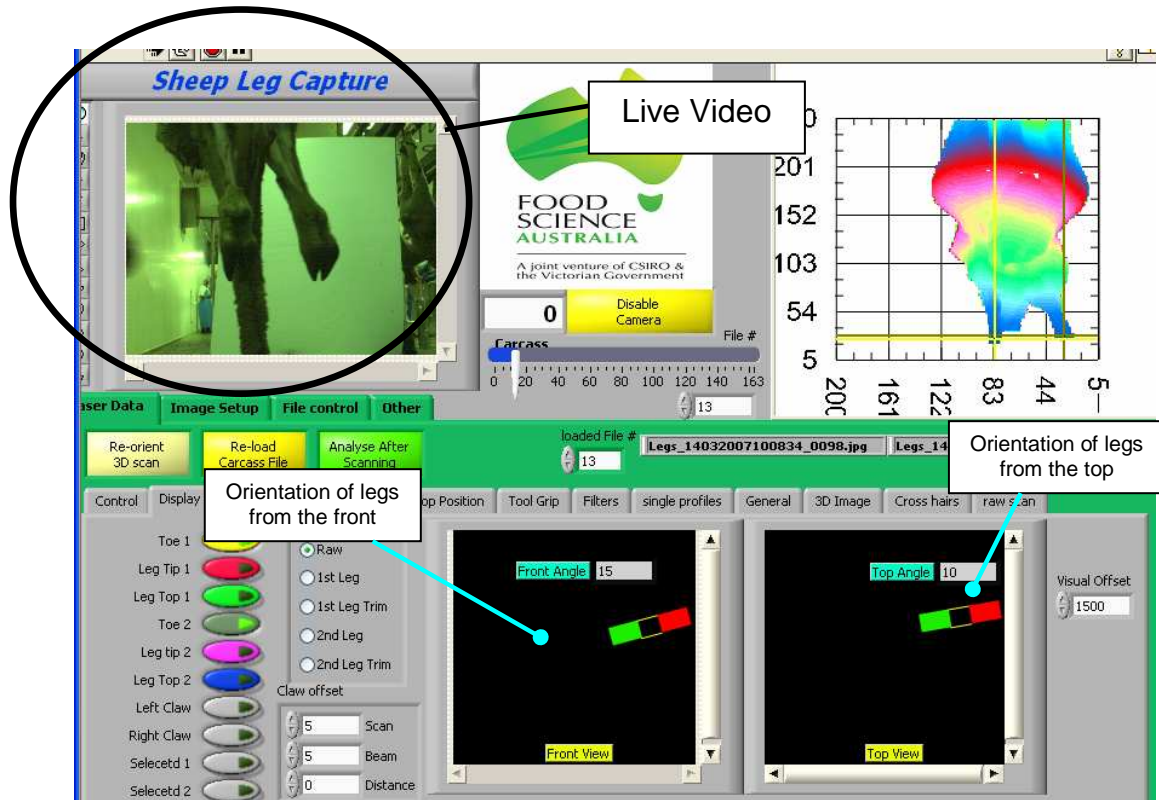 Sheep Leg Capture
Live Video
FOOD
SCIENCE
AUSTRALIA
A joint venture of CSIRO &
the Victorian Government
0
Disable
Camera
Carcass
File #
0 20 40 60 80 100 120 140 163
13
201
152
103
54
5
200 161 122 83 44 5
Data Image Setup File control Other
Re-orient
3D scan
Re-load
Carcass File
Analyse After
Scanning
loaded File #
13
Legs_14032007100834_0098.jpg
Orientation of legs
from the top
Orientation of legs
from the front
Control Display Position Tool Grip Filters single profiles General 3D Image Cross hairs raw scan
Toe 1
Leg Tip 1
Leg Top 1
Toe 2
Leg tip 2
Leg Top 2
Left Claw
Right Claw
Selecetd 1
Selecetd 2
Raw
1st Leg
1st Leg Trim
2nd Leg
2nd Leg Trim
Claw offset
5 Scan
5 Beam
0 Distance
Front Angle 15
Front View
Top Angle 10
Top View
Visual Offset
1500